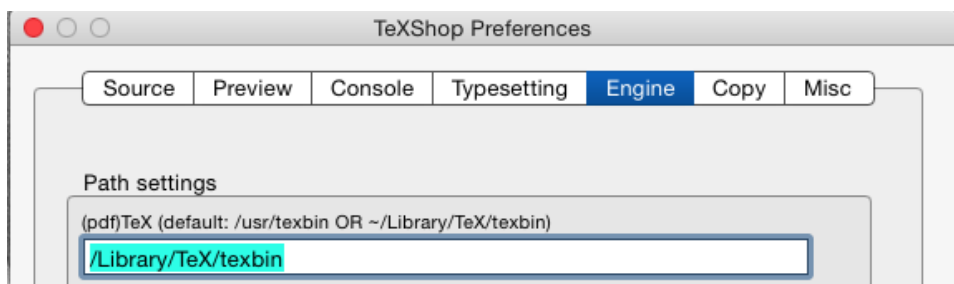 TeXShop Preferences
Source Preview Console Typesetting Engine Copy Misc
Path settings
(pdf)TeX (default: /usr/texbin OR ~/Library/TeX/texbin)
/Library/TeX/texbin